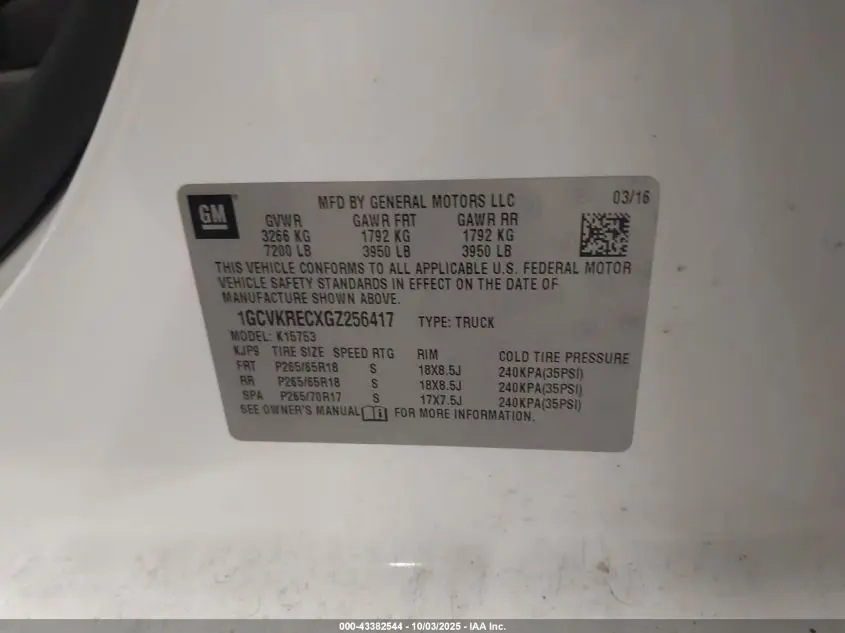 GM
MFD BY GENERAL MOTORS LLC 03/16
GVWR GAWR FRT GAWR RR
3266 KG 1792 KG 1792 KG
7200 LB 3950 LB 3950 LB
THIS VEHICLE CONFORMS TO ALL APPLICABLE U.S. FEDERAL MOTOR
VEHICLE SAFETY STANDARDS IN EFFECT ON THE DATE OF
MANUFACTURE SHOWN ABOVE.
1GCVKRECXGZ256417 TYPE: TRUCK
MODEL: K15753
KJP9 TIRE SIZE SPEED RTG RIM COLD TIRE PRESSURE
FRT P265/65R18 S 18X8.5J 240KPA(35PSI)
RR P265/65R18 S 18X8.5J 240KPA(35PSI)
SPA P265/70R17 S 17X7.5J 240KPA(35PSI)
SEE OWNER'S MANUAL FOR MORE INFORMATION.
000-43382544 - 10/03/2025 - IAA Inc.